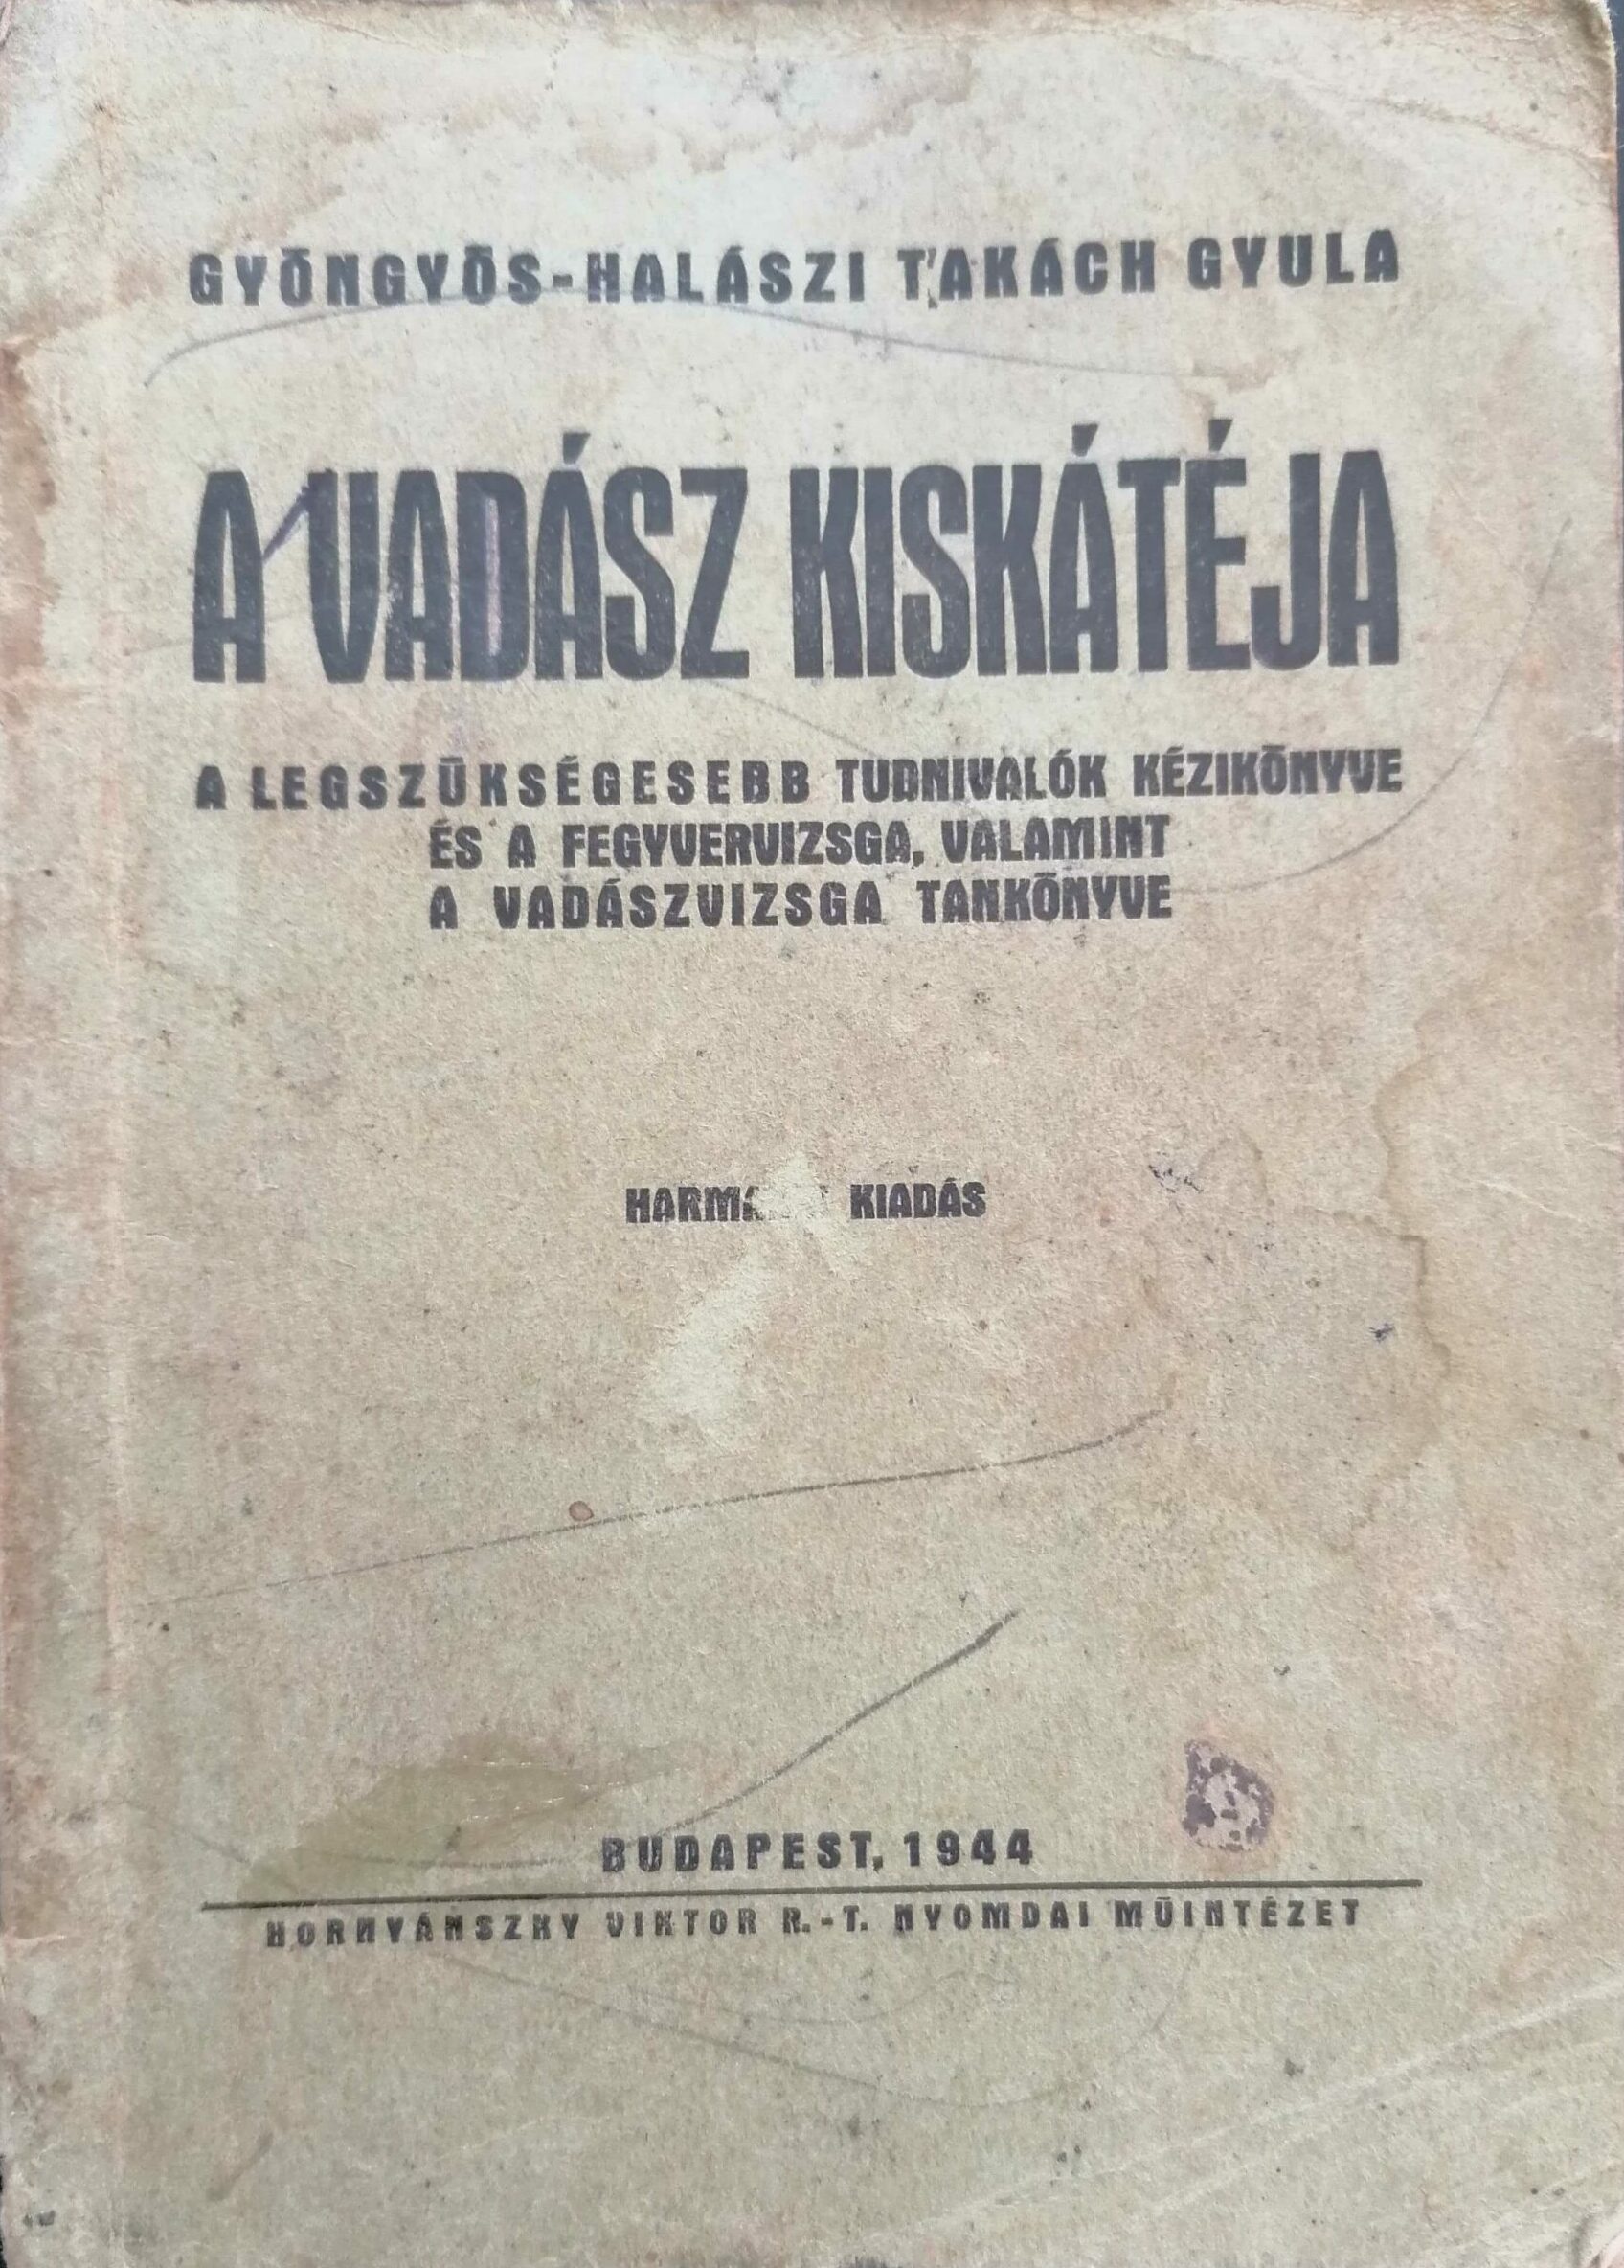 GYÖNGYÖS-HALÁSZI TAKÁCH GYULA
A VADÁSZ KISKÁTÉJA
A LEGSZÜKSÉGESEBB TUDNIVALÓK KÉZIKÖNYVE
ÉS A FEGYVERVIZSGA, VALAMINT
A VADÁSZVIZSGA TANKÖNYVE
KIADÁS
BUDAPEST, 1944
HORNYÁNSZKY VIKTOR R.-T. NYOMDAI MŰINTÉZET